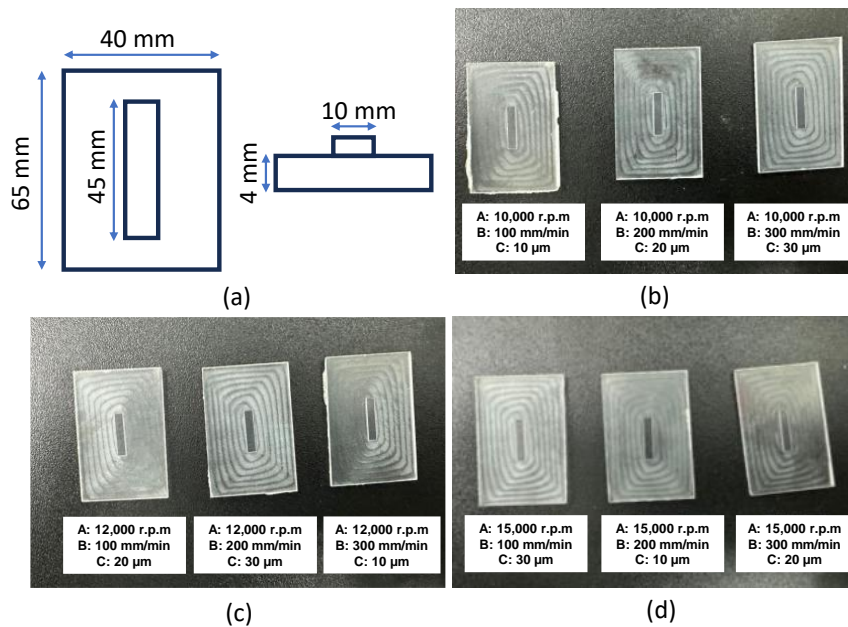 40 mm
65 mm
45 mm
10 mm
4 mm
(a)
A: 10,000 r.p.m
B: 100 mm/min
C: 10 µm
A: 10,000 r.p.m
B: 200 mm/min
C: 20 µm
A: 10,000 r.p.m
B: 300 mm/min
C: 30 µm
(b)
A: 12,000 r.p.m
B: 100 mm/min
C: 20 µm
A: 12,000 r.p.m
B: 200 mm/min
C: 30 µm
A: 12,000 r.p.m
B: 300 mm/min
C: 10 µm
(c)
A: 15,000 r.p.m
B: 100 mm/min
C: 30 µm
A: 15,000 r.p.m
B: 200 mm/min
C: 10 µm
A: 15,000 r.p.m
B: 300 mm/min
C: 20 µm
(d)